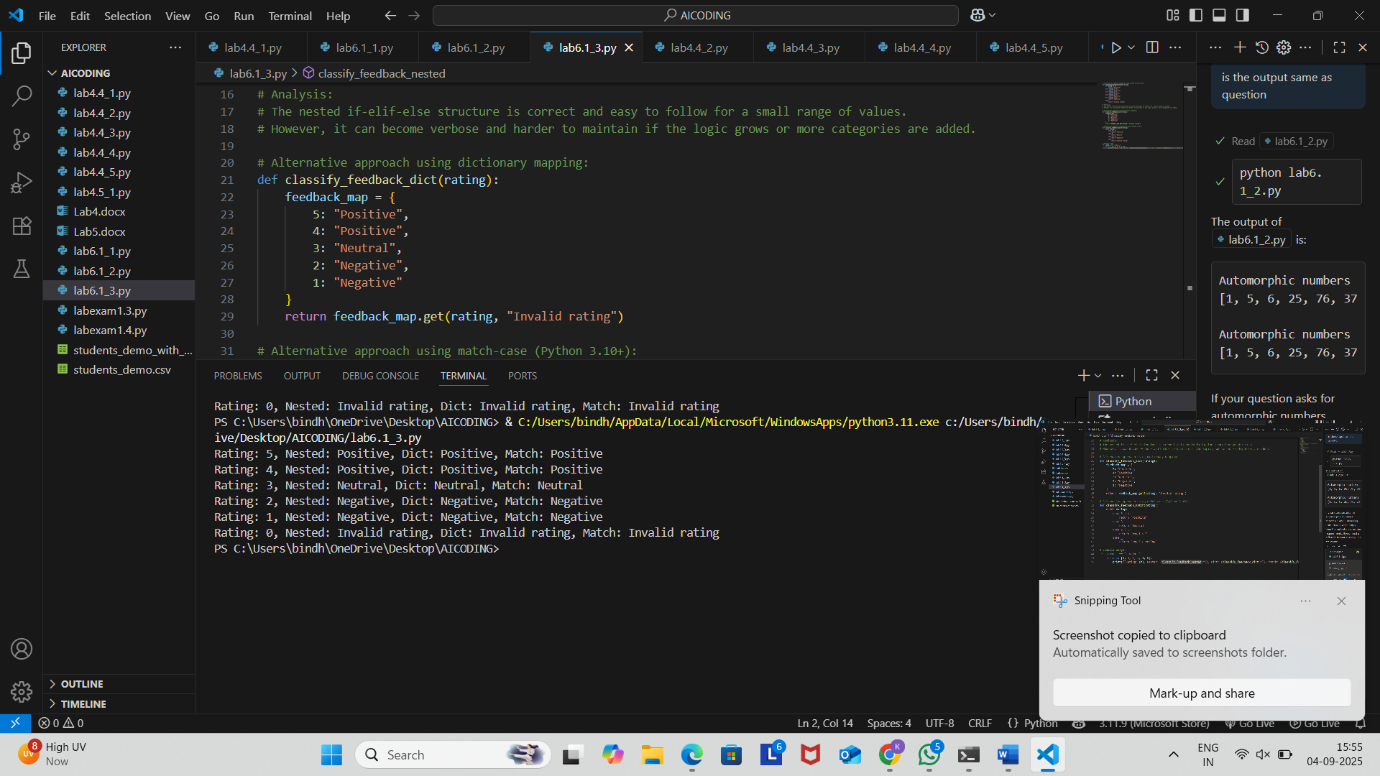 File Edit Selection View Go Run Terminal Help
AICODING
EXPLORER
AICODING
lab4.4_1.py
lab4.4_2.py
lab4.4_3.py
lab4.4_4.py
lab4.4_5.py
lab4.5_1.py
Lab4.docx
Lab5.docx
lab6.1_1.py
lab6.1_2.py
lab6.1_3.py
labexam1.3.py
labexam1.4.py
students_demo_with_...
students_demo.csv
OUTLINE
TIMELINE
lab4.4_1.py lab6.1_1.py lab6.1_2.py lab6.1_3.py lab4.4_2.py lab4.4_3.py lab4.4_4.py lab4.4_5.py
lab6.1_3.py > classify_feedback_nested
16 # Analysis:
17 # The nested if-elif-else structure is correct and easy to follow for a small range of values.
18 # However, it can become verbose and harder to maintain if the logic grows or more categories are added.
19
20 # Alternative approach using dictionary mapping:
21 def classify_feedback_dict(rating):
22 feedback_map = {
23 5: "Positive",
24 4: "Positive",
25 3: "Neutral",
26 2: "Negative",
27 1: "Negative"
28 }
29 return feedback_map.get(rating, "Invalid rating")
30
31 # Alternative approach using match-case (Python 3.10+):
PROBLEMS OUTPUT DEBUG CONSOLE TERMINAL PORTS
Rating: 0, Nested: Invalid rating, Dict: Invalid rating, Match: Invalid rating
PS C:\Users\bindh\OneDrive\Desktop\AICODING> & C:/Users/bindh/AppData/Local/Microsoft/WindowsApps/python3.11.exe c:/Users/bindh/
ive/Desktop/AICODING/lab6.1_3.py
Rating: 5, Nested: Positive, Dict: Positive, Match: Positive
Rating: 4, Nested: Positive, Dict: Positive, Match: Positive
Rating: 3, Nested: Neutral, Dict: Neutral, Match: Neutral
Rating: 2, Nested: Negative, Dict: Negative, Match: Negative
Rating: 1, Nested: Negative, Dict: Negative, Match: Negative
Rating: 0, Nested: Invalid rating, Dict: Invalid rating, Match: Invalid rating
PS C:\Users\bindh\OneDrive\Desktop\AICODING>
Python
is the output same as
question
Read lab6.1_2.py
python lab6.
1_2.py
The output of
lab6.1_2.py is:
Automorphic numbers
[1, 5, 6, 25, 76, 37
Automorphic numbers
[1, 5, 6, 25, 76, 37
If your question asks for
automorphic numbers
Snipping Tool
Screenshot copied to clipboard
Automatically saved to screenshots folder.
Mark-up and share
0 0
Ln 2, Col 14 Spaces: 4 UTF-8 CRLF {} Python 3.11.9 (Microsoft Store) Go Live Go Live
8
High UV
Now
Search
6
K
5
ENG
IN
15:55
04-09-2025